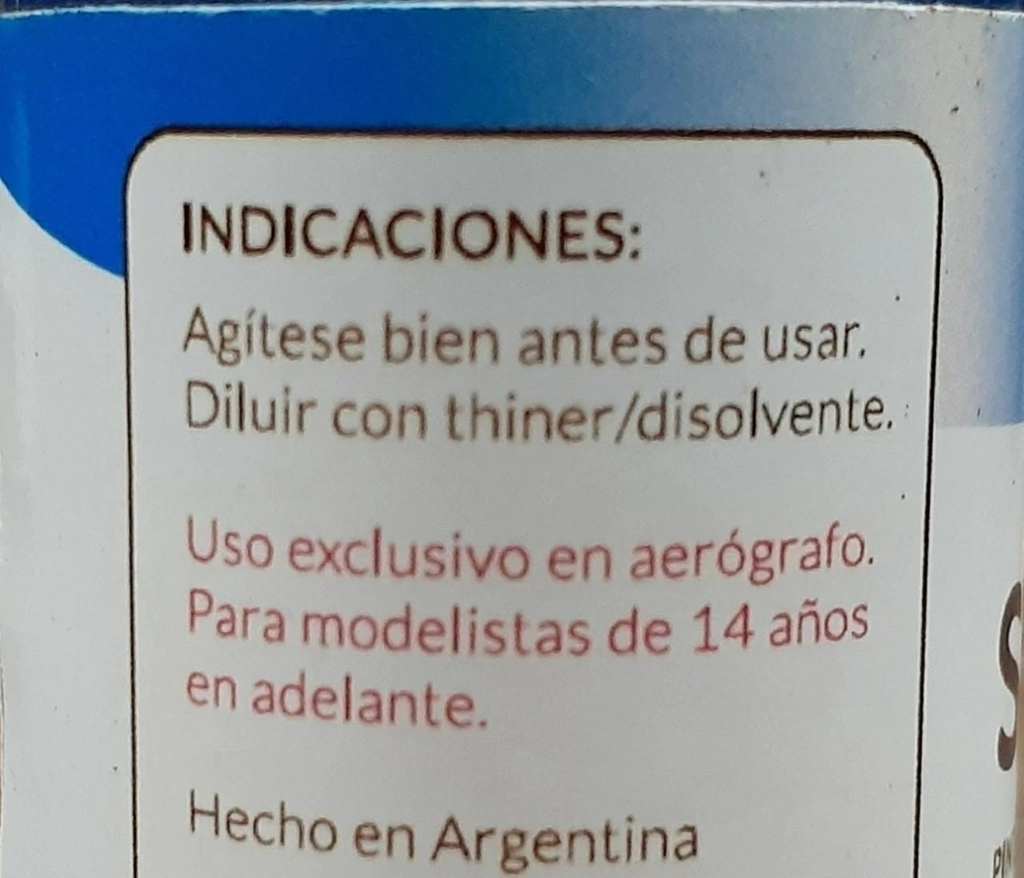 INDICACIONES:
Agítese bien antes de usar.
Diluir con thiner/disolvente.
Uso exclusivo en aerógrafo.
Para modelistas de 14 años
en adelante.
Hecho en Argentina